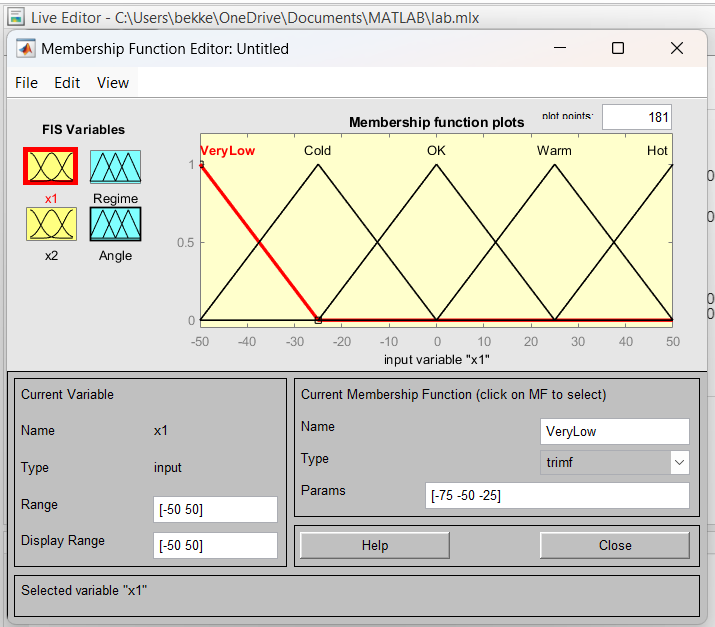 Live Editor - C:\Users\bekke\OneDrive\Documents\MATLAB\lab.mlx
Membership Function Editor: Untitled
File Edit View
FIS Variables
x1
Regime
x2
Angle
Membership function plots
plot points:
181
VeryLow Cold OK Warm Hot
1
0.5
0
-50 -40 -30 -20 -10 0 10 20 30 40 50
input variable "x1"
Current Variable
Name x1
Type input
Range [-50 50]
Display Range [-50 50]
Current Membership Function (click on MF to select)
Name VeryLow
Type trimf
Params [-75 -50 -25]
Help Close
Selected variable "x1"